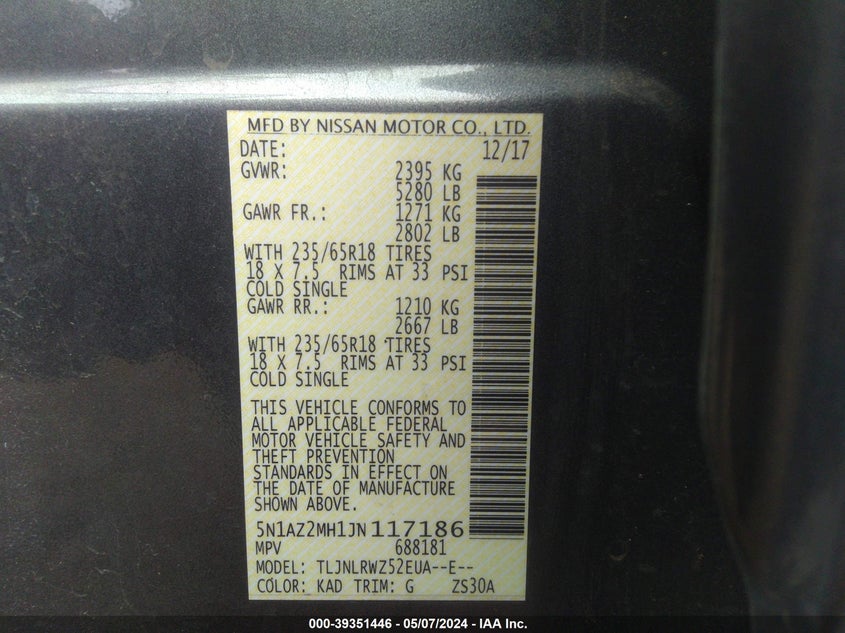 MFD BY NISSAN MOTOR CO., LTD.
DATE: 12/17
GVWR: 2395 KG
5280 LB
GAWR FR.: 1271 KG
2802 LB
WITH 235/65R18 TIRES
18 X 7.5 RIMS AT 33 PSI
COLD SINGLE
GAWR RR.: 1210 KG
2667 LB
WITH 235/65R18 TIRES
18 X 7.5 RIMS AT 33 PSI
COLD SINGLE
THIS VEHICLE CONFORMS TO
ALL APPLICABLE FEDERAL
MOTOR VEHICLE SAFETY AND
THEFT PREVENTION
STANDARDS IN EFFECT ON
THE DATE OF MANUFACTURE
SHOWN ABOVE.
5N1AZ2MH1JN117186
MPV 688181
MODEL: TLJNLRWZ52EUA--E--
COLOR: KAD TRIM: G ZS30A
000-39351446 - 05/07/2024 - IAA Inc.